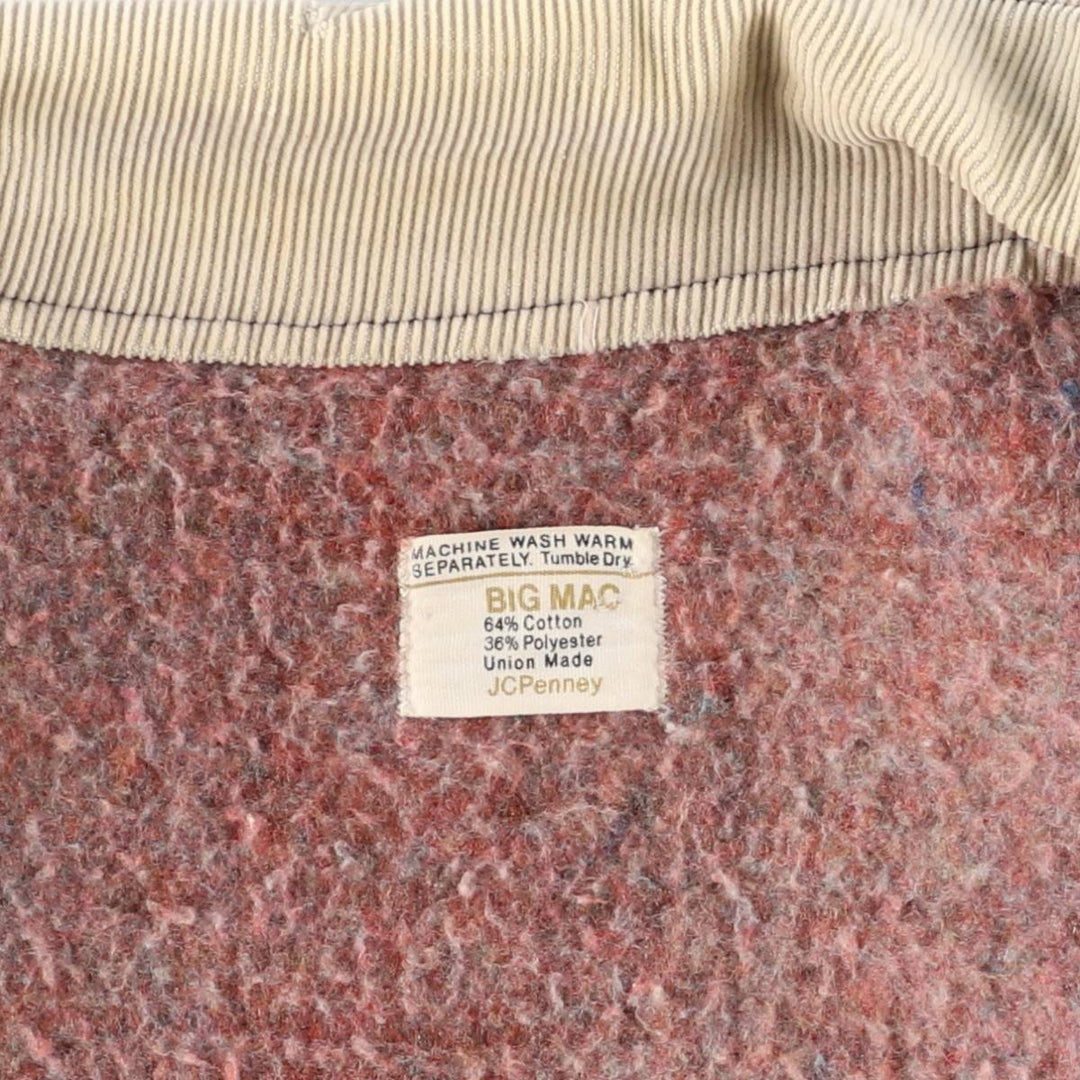 MACHINE WASH WARM
SEPARATELY. Tumble Dry.
BIG MAC
64% Cotton
36% Polyester
Union Made
JCPenney